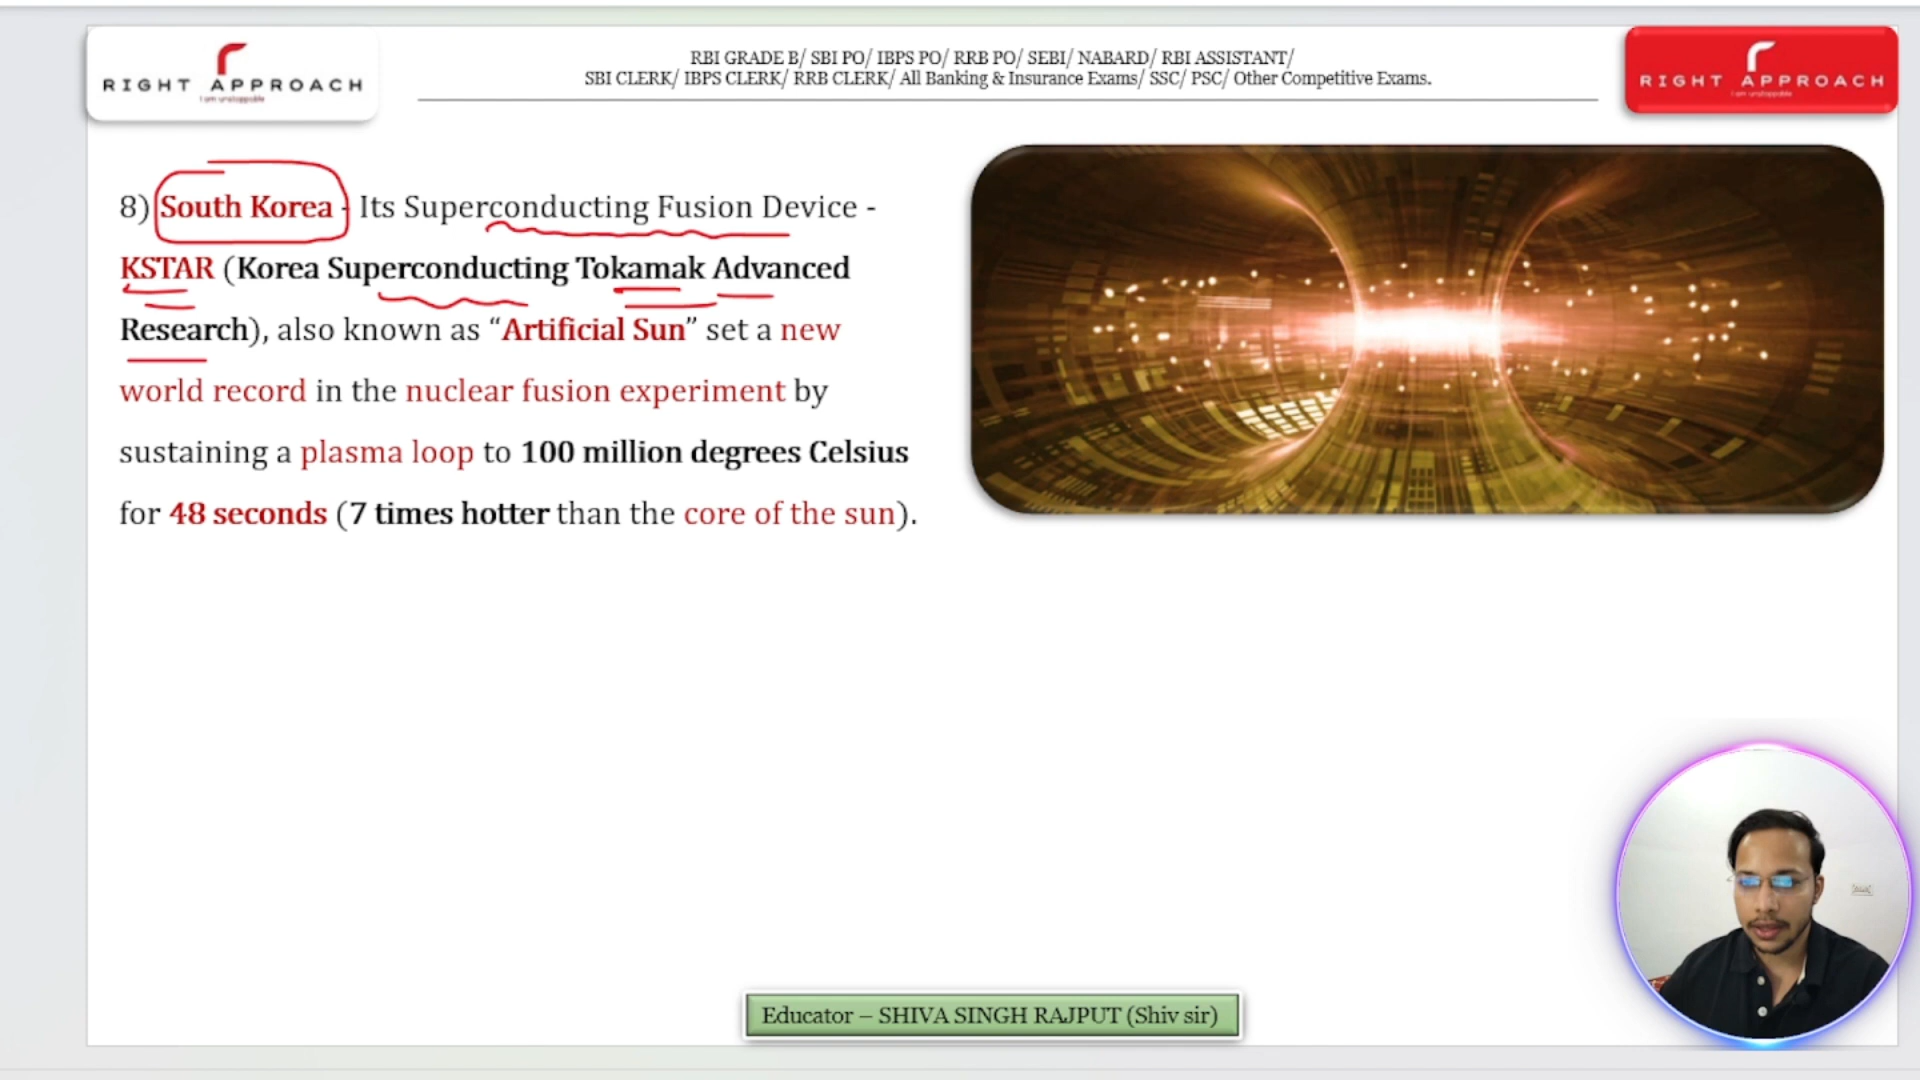 RIGHT APPROACH
I am unstoppable
RBI GRADE B/ SBI PO/ IBPS PO/ RRB PO/ SEBI/ NABARD/ RBI ASSISTANT/
SBI CLERK/ IBPS CLERK/ RRB CLERK/ All Banking & Insurance Exams/ SSC/ PSC/ Other Competitive Exams.
RIGHT APPROACH
I am unstoppable
8) South Korea - Its Superconducting Fusion Device -
KSTAR (Korea Superconducting Tokamak Advanced
Research), also known as “Artificial Sun” set a new
world record in the nuclear fusion experiment by
sustaining a plasma loop to 100 million degrees Celsius
for 48 seconds (7 times hotter than the core of the sun).
Educator – SHIVA SINGH RAJPUT (Shiv sir)